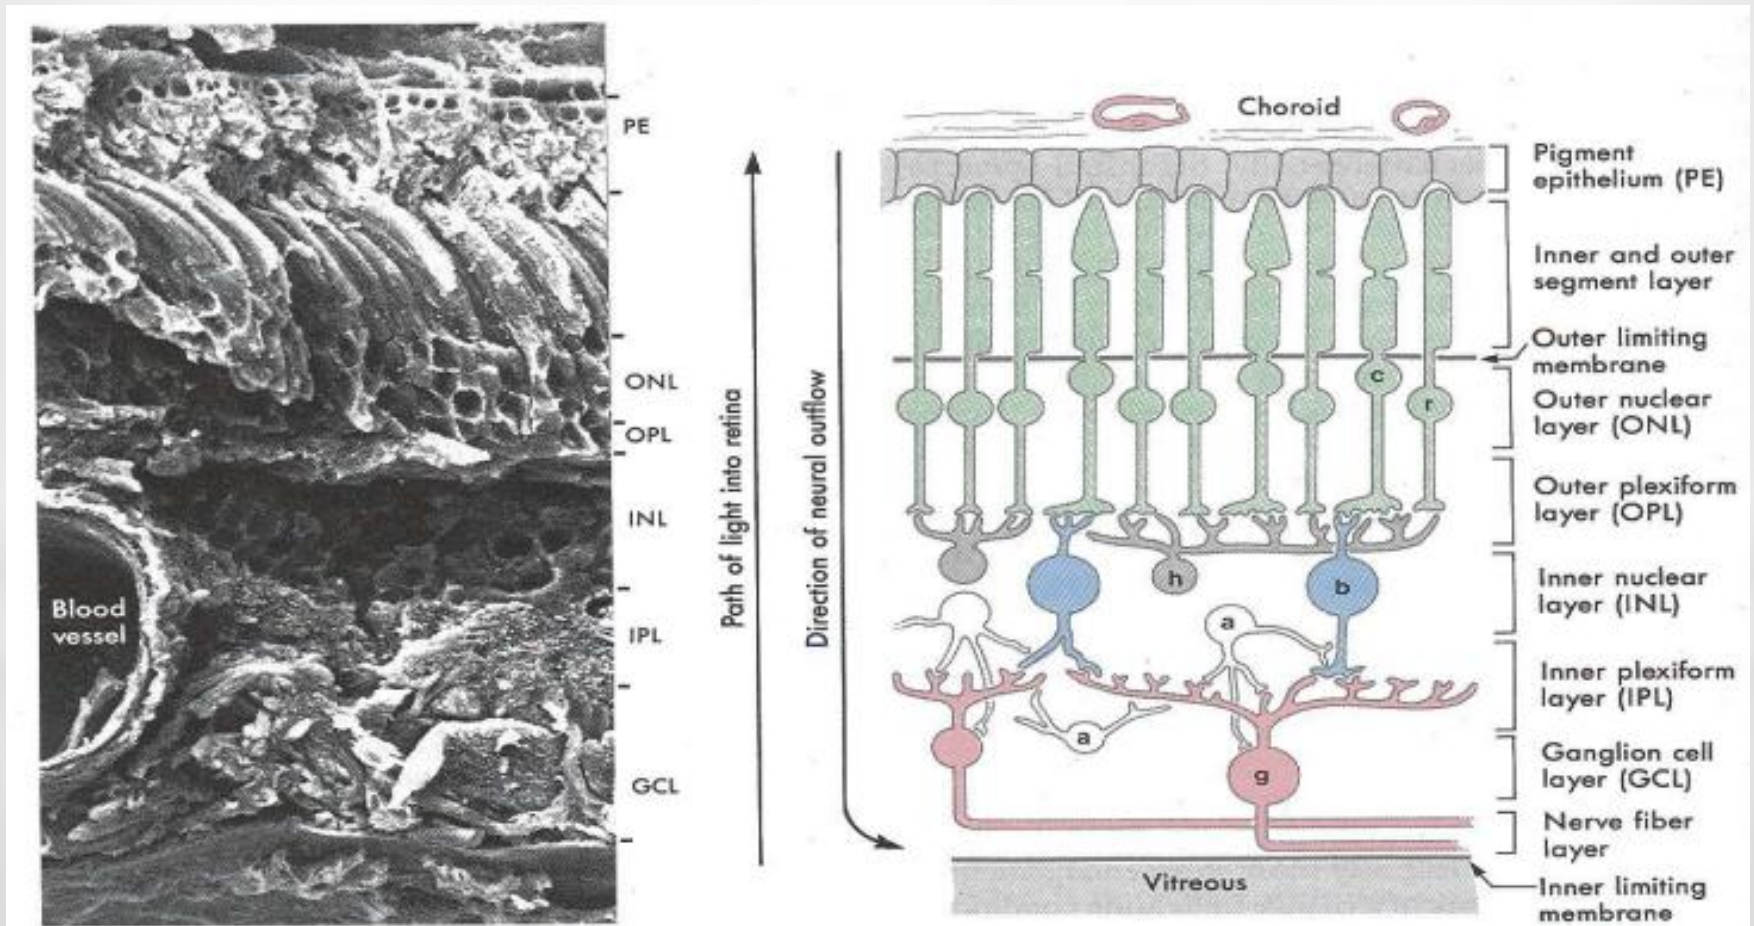 PE
ONL
OPL
INL
IPL
GCL
Blood
vessel
Path of light into retina
Direction of neural outflow
Choroid
c
r
h
b
a
a
g
Vitreous
Pigment
epithelium (PE)
Inner and outer
segment layer
Outer limiting
membrane
Outer nuclear
layer (ONL)
Outer plexiform
layer (OPL)
Inner nuclear
layer (INL)
Inner plexiform
layer (IPL)
Ganglion cell
layer (GCL)
Nerve fiber
layer
Inner limiting
membrane